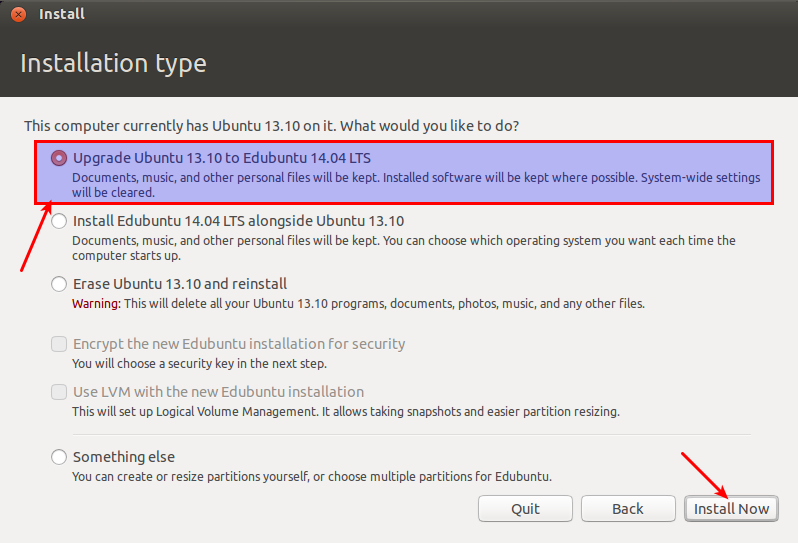 Install
Installation type
This computer currently has Ubuntu 13.10 on it. What would you like to do?
Upgrade Ubuntu 13.10 to Edubuntu 14.04 LTS
Documents, music, and other personal files will be kept. Installed software will be kept where possible. System-wide settings
will be cleared.
Install Edubuntu 14.04 LTS alongside Ubuntu 13.10
Documents, music, and other personal files will be kept. You can choose which operating system you want each time the
computer starts up.
Erase Ubuntu 13.10 and reinstall
Warning: This will delete all your Ubuntu 13.10 programs, documents, photos, music, and any other files.
Encrypt the new Edubuntu installation for security
You will choose a security key in the next step.
Use LVM with the new Edubuntu installation
This will set up Logical Volume Management. It allows taking snapshots and easier partition resizing.
Something else
You can create or resize partitions yourself, or choose multiple partitions for Edubuntu.
Quit Back Install Now